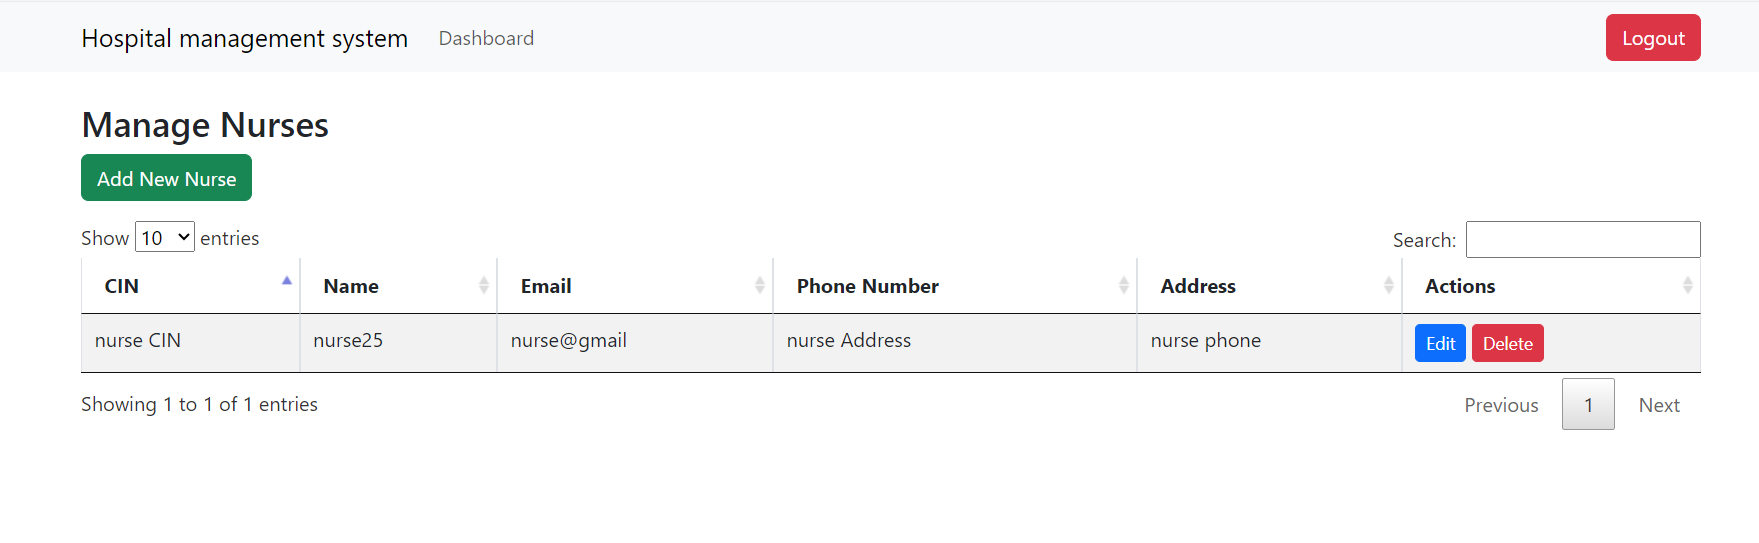 Hospital management system Dashboard Logout
Manage Nurses
Add New Nurse
Show 10 entries Search:
CIN Name Email Phone Number Address Actions
nurse CIN nurse25 nurse@gmail nurse Address nurse phone Edit Delete
Showing 1 to 1 of 1 entries Previous 1 Next